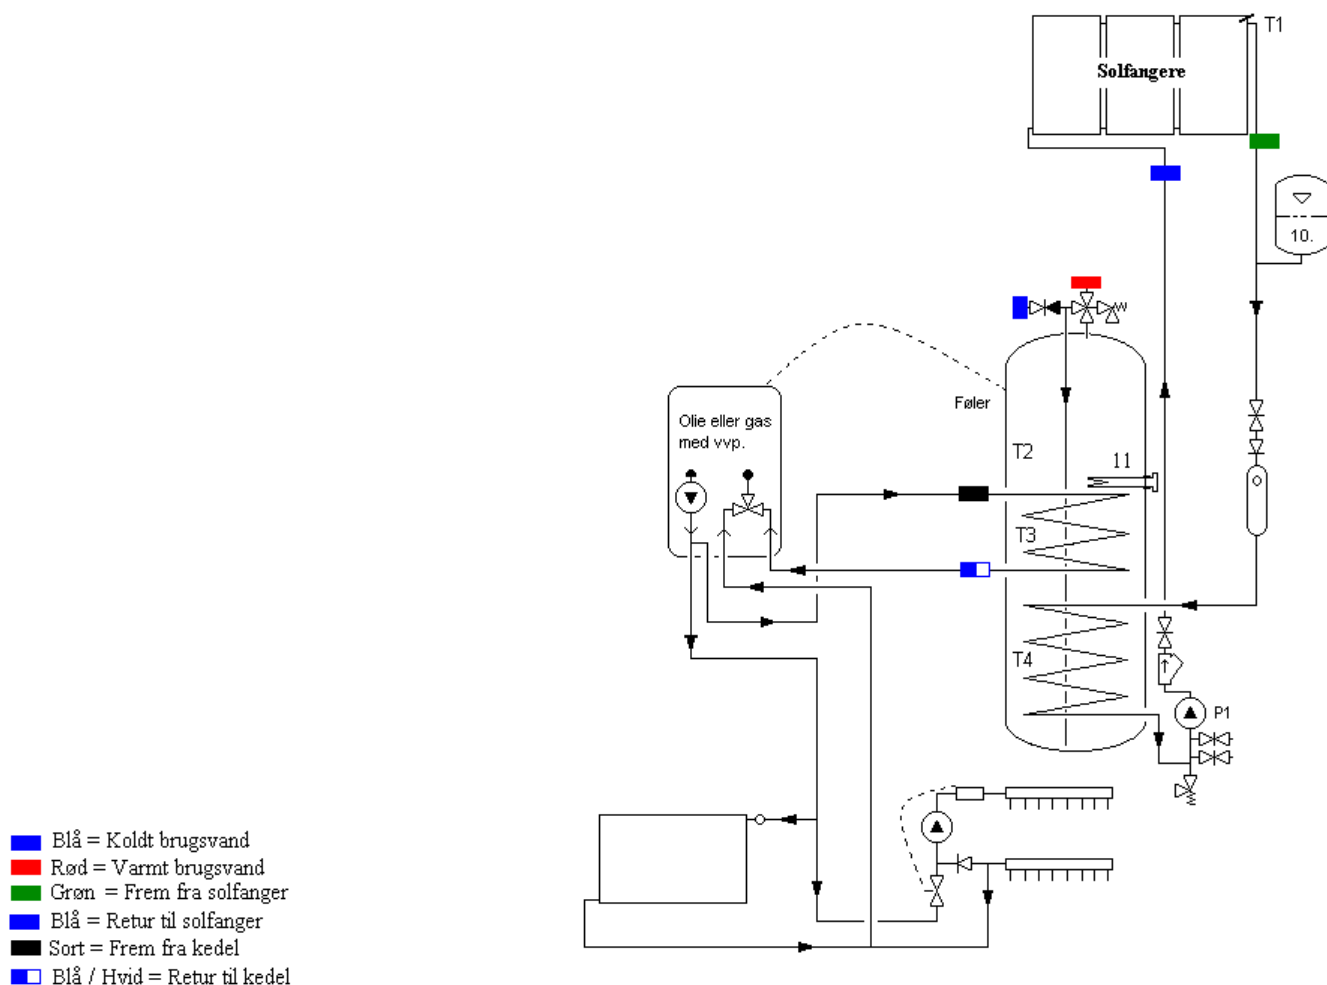 T1
Solfangere
10.
Føler
Olie eller gas
med vvp.
T2
11
T3
T4
P1
Blå = Koldt brugsvand
Rød = Varmt brugsvand
Grøn = Frem fra solfanger
Blå = Retur til solfanger
Sort = Frem fra kedel
Blå / Hvid = Retur til kedel